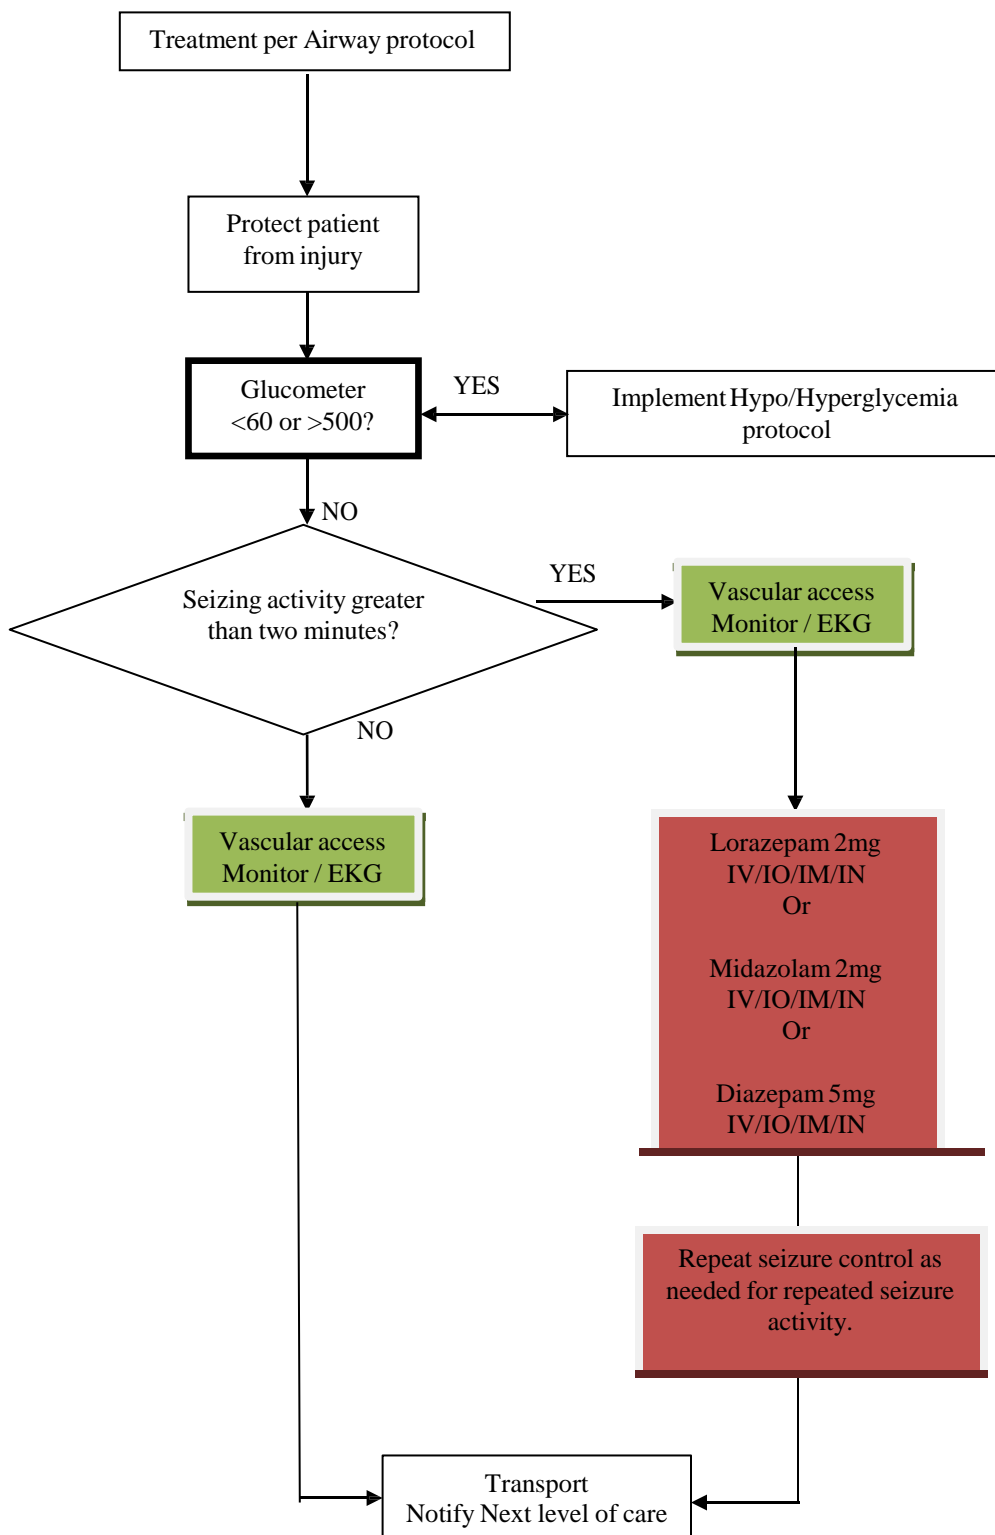 Treatment per Airway protocol
Protect patient
from injury
Glucometer
<60 or >500?
YES
Implement Hypo/Hyperglycemia
protocol
NO
Seizing activity greater
than two minutes?
YES
Vascular access
Monitor / EKG
NO
Vascular access
Monitor / EKG
Lorazepam 2mg
IV/IO/IM/IN
Or
Midazolam 2mg
IV/IO/IM/IN
Or
Diazepam 5mg
IV/IO/IM/IN
Repeat seizure control as
needed for repeated seizure
activity.
Transport
Notify Next level of care